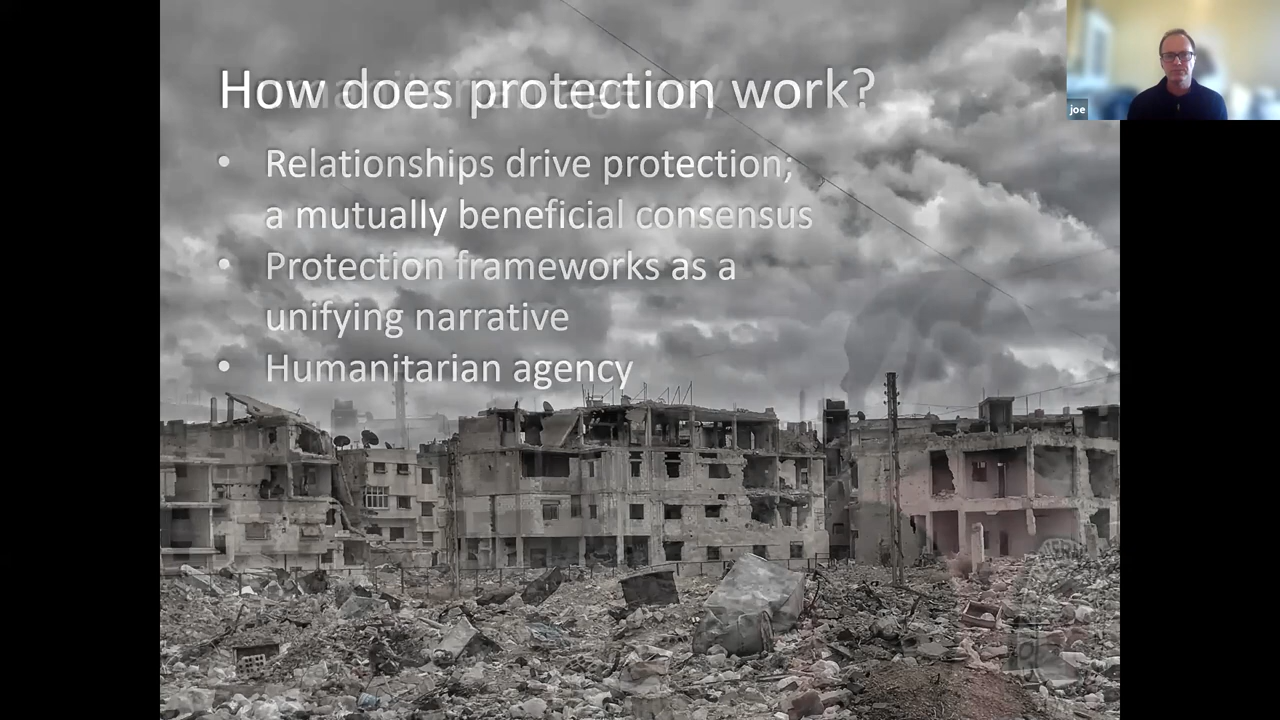 How does protection work?
• Relationships drive protection;
a mutually beneficial consensus
• Protection frameworks as a
unifying narrative
• Humanitarian agency
joe